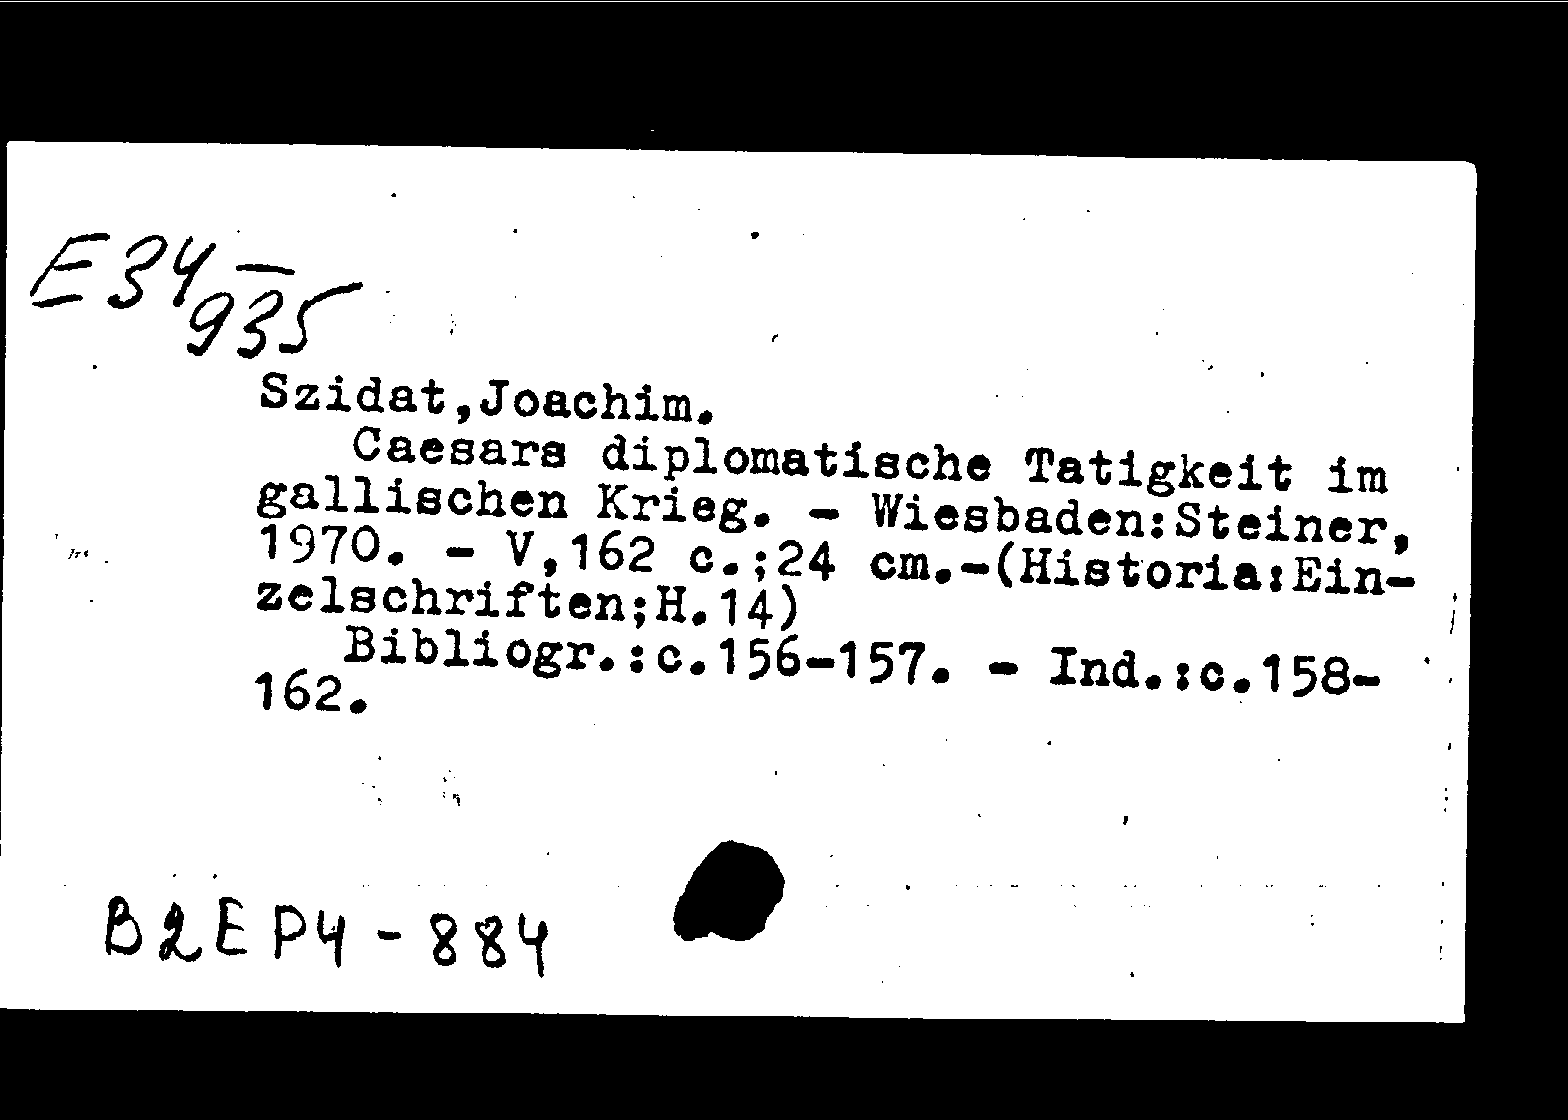 E34—
935
Szidat,Joachim.
Caesars diplomatische Tatigkeit im
gallischen Krieg. - Wiesbaden:Steiner,
1970. - V,162 c.;24 cm.-(Historia:Ein-
zelschriften;H.14)
Bibliogr.:c.156-157. - Ind.:c.158-
162.
B2EP4-884